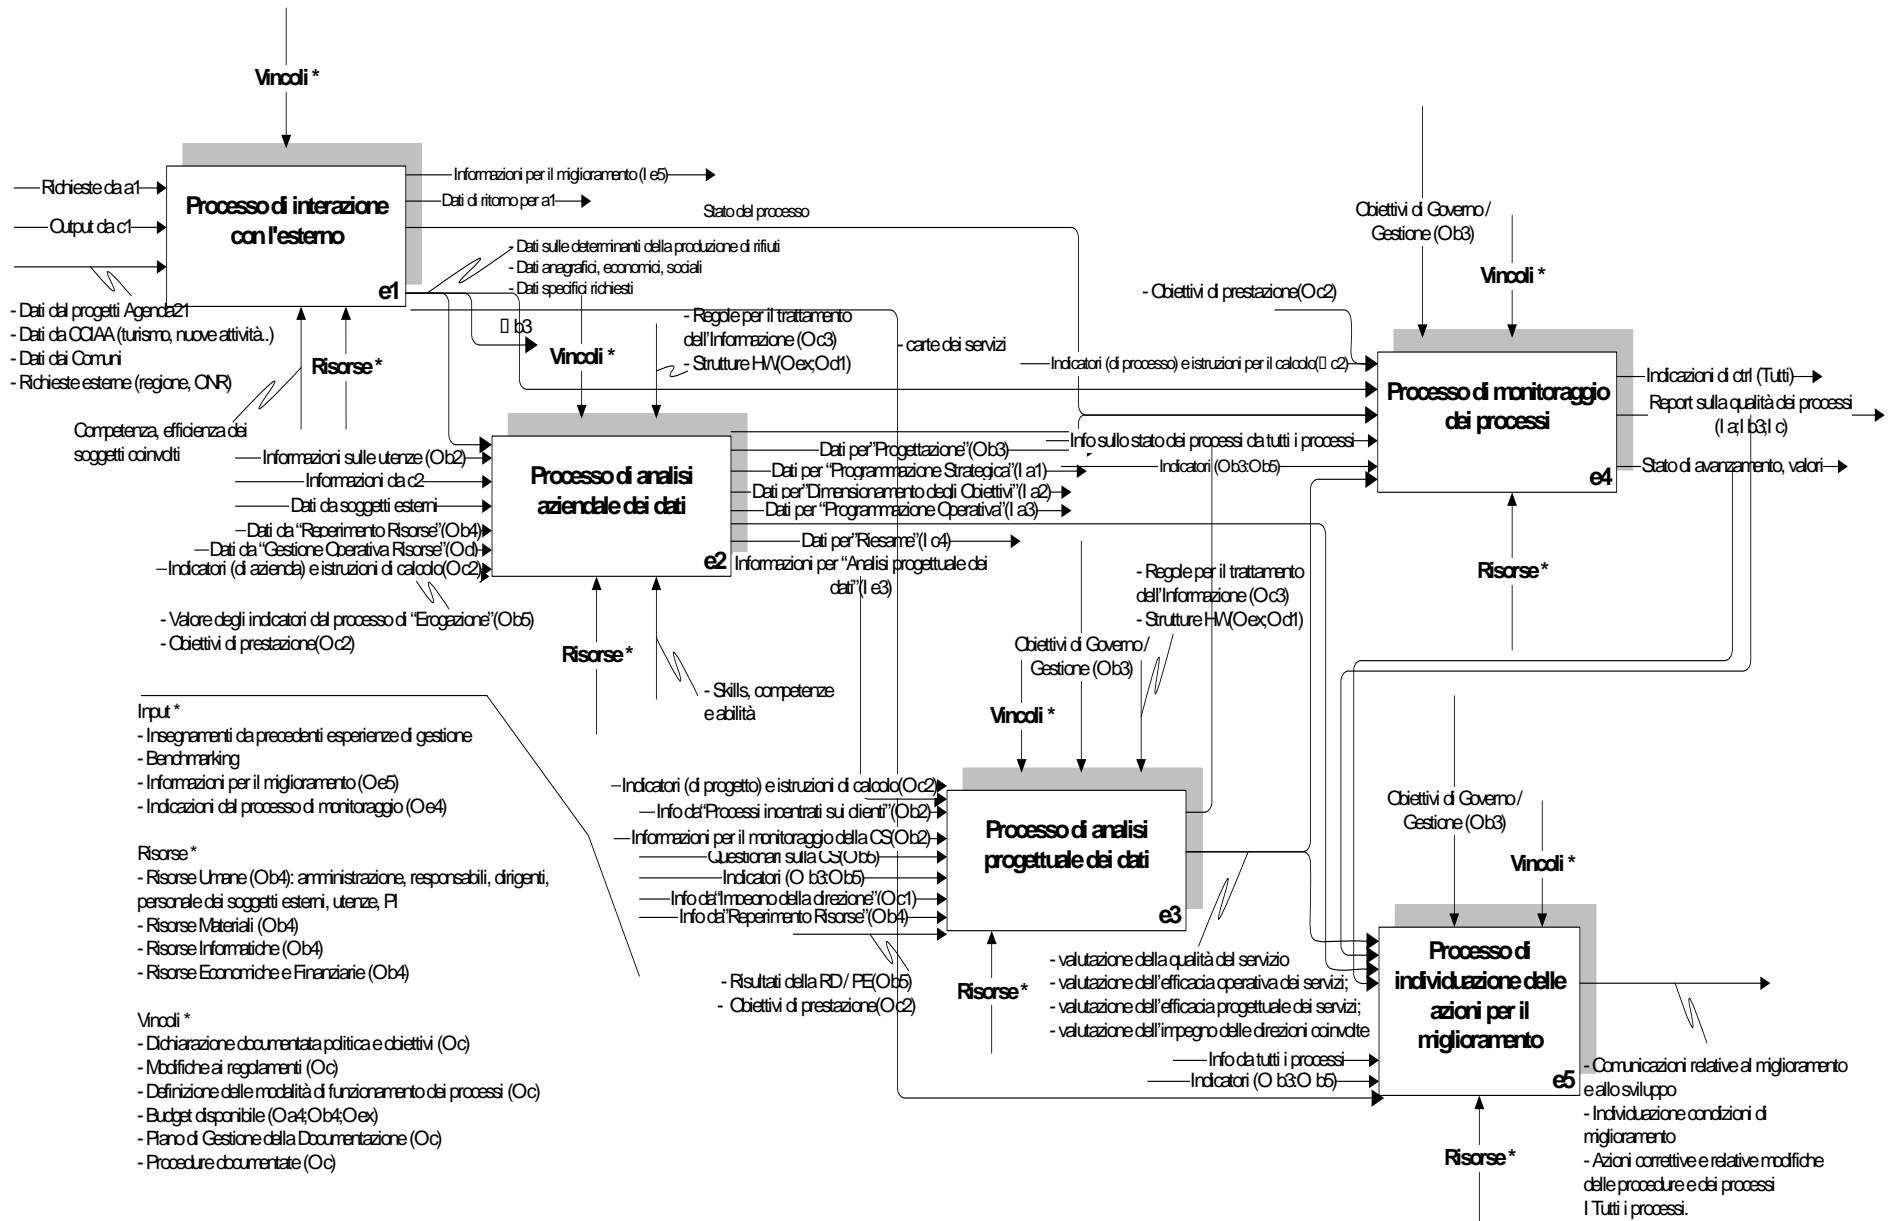 Vincoli *
Richieste da a1
Output da c1
Processo di interazione
con l'esterno
e1
Informazioni per il miglioramento (I e5)
Dati di ritorno per a1
Stato del processo
- Dati sulle determinanti della produzione di rifiuti
- Dati anagrafici, economici, sociali
- Dati specifici richiesti
b3
- Dati dal progetti Agenda21
- Dati da CCIAA (turismo, nuove attività..)
- Dati dai Comuni
- Richieste esterne (regione, ONR)
Risorse *
Competenza, efficienza dei
soggetti coinvolti
Vincoli *
- Regole per il trattamento
dell'Informazione (Oc3)
- Strutture HW(Oex;Od1)
- carte dei servizi
Obiettivi di Governo /
Gestione (Ob3)
Vincoli *
- Obiettivi di prestazione(Oc2)
Indicatori (di processo) e istruzioni per il calcolo( c2)
Info sullo stato dei processi da tutti i processi
Indicatori (Ob3:Ob5)
Processo di monitoraggio
dei processi
e4
Indicazioni di ctrl (Tutti)
Report sulla qualità dei processi
(I a;I b3;I c)
Stato di avanzamento, valori
Risorse *
Informazioni sulle utenze (Ob2)
Informazioni da c2
Dati da soggetti esterni
Dati da "Reperimento Risorse"(Ob4)
Dati da "Gestione Operativa Risorse"(Od)
Indicatori (di azienda) e istruzioni di calcolo(Oc2)
- Valore degli indicatori dal processo di "Erogazione"(Ob5)
- Obiettivi di prestazione(Oc2)
Processo di analisi
aziendale dei dati
e2
Dati per"Progettazione"(Ob3)
Dati per "Programmazione Strategica"(I a1)
Dati per"Dimensionamento degli Obiettivi"(I a2)
Dati per "Programmazione Operativa"(I a3)
Dati per"Riesame"(I c4)
Informazioni per "Analisi progettuale dei
dati"(I e3)
Risorse *
- Skills, competenze
e abilità
- Regole per il trattamento
dell'Informazione (Oc3)
- Strutture HW(Oex;Od1)
Obiettivi di Governo /
Gestione (Ob3)
Vincoli *
Input *
- Insegnamenti da precedenti esperienze di gestione
- Benchmarking
- Informazioni per il miglioramento (Oe5)
- Indicazioni dal processo di monitoraggio (Oe4)
Risorse *
- Risorse Umane (Ob4): amministrazione, responsabili, dirigenti,
personale dei soggetti esterni, utenze, PI
- Risorse Materiali (Ob4)
- Risorse Informatiche (Ob4)
- Risorse Economiche e Finanziarie (Ob4)
Vincoli *
- Dichiarazione documentata politica e obiettivi (Oc)
- Modifiche ai regolamenti (Oc)
- Definizione delle modalità di funzionamento dei processi (Oc)
- Budget disponibile (Oa4;Ob4;Oex)
- Piano di Gestione della Documentazione (Oc)
- Procedure documentate (Oc)
Indicatori (di progetto) e istruzioni di calcolo(Oc2)
Info da"Processi incentrati sui clienti"(Ob2)
Informazioni per il monitoraggio della CS(Ob2)
Questionari sulla CS(Ob5)
Indicatori (O b3:Ob5)
Info da"Impegno della direzione"(Oc1)
Info da"Reperimento Risorse"(Ob4)
- Risultati della RD / PE(Ob5)
- Obiettivi di prestazione(Oc2)
Processo di analisi
progettuale dei dati
e3
Risorse *
- valutazione della qualità del servizio
- valutazione dell'efficacia operativa dei servizi;
- valutazione dell'efficacia progettuale dei servizi;
- valutazione dell'impegno delle direzioni coinvolte
Info da tutti i processi
Indicatori (O b3:O b5)
Obiettivi di Governo /
Gestione (Ob3)
Vincoli *
Processo di
individuazione delle
azioni per il
miglioramento
e5
Risorse *
- Comunicazioni relative al miglioramento
e allo sviluppo
- Individuazione condizioni di
miglioramento
- Azioni correttive e relative modifiche
delle procedure e dei processi
I Tutti i processi.